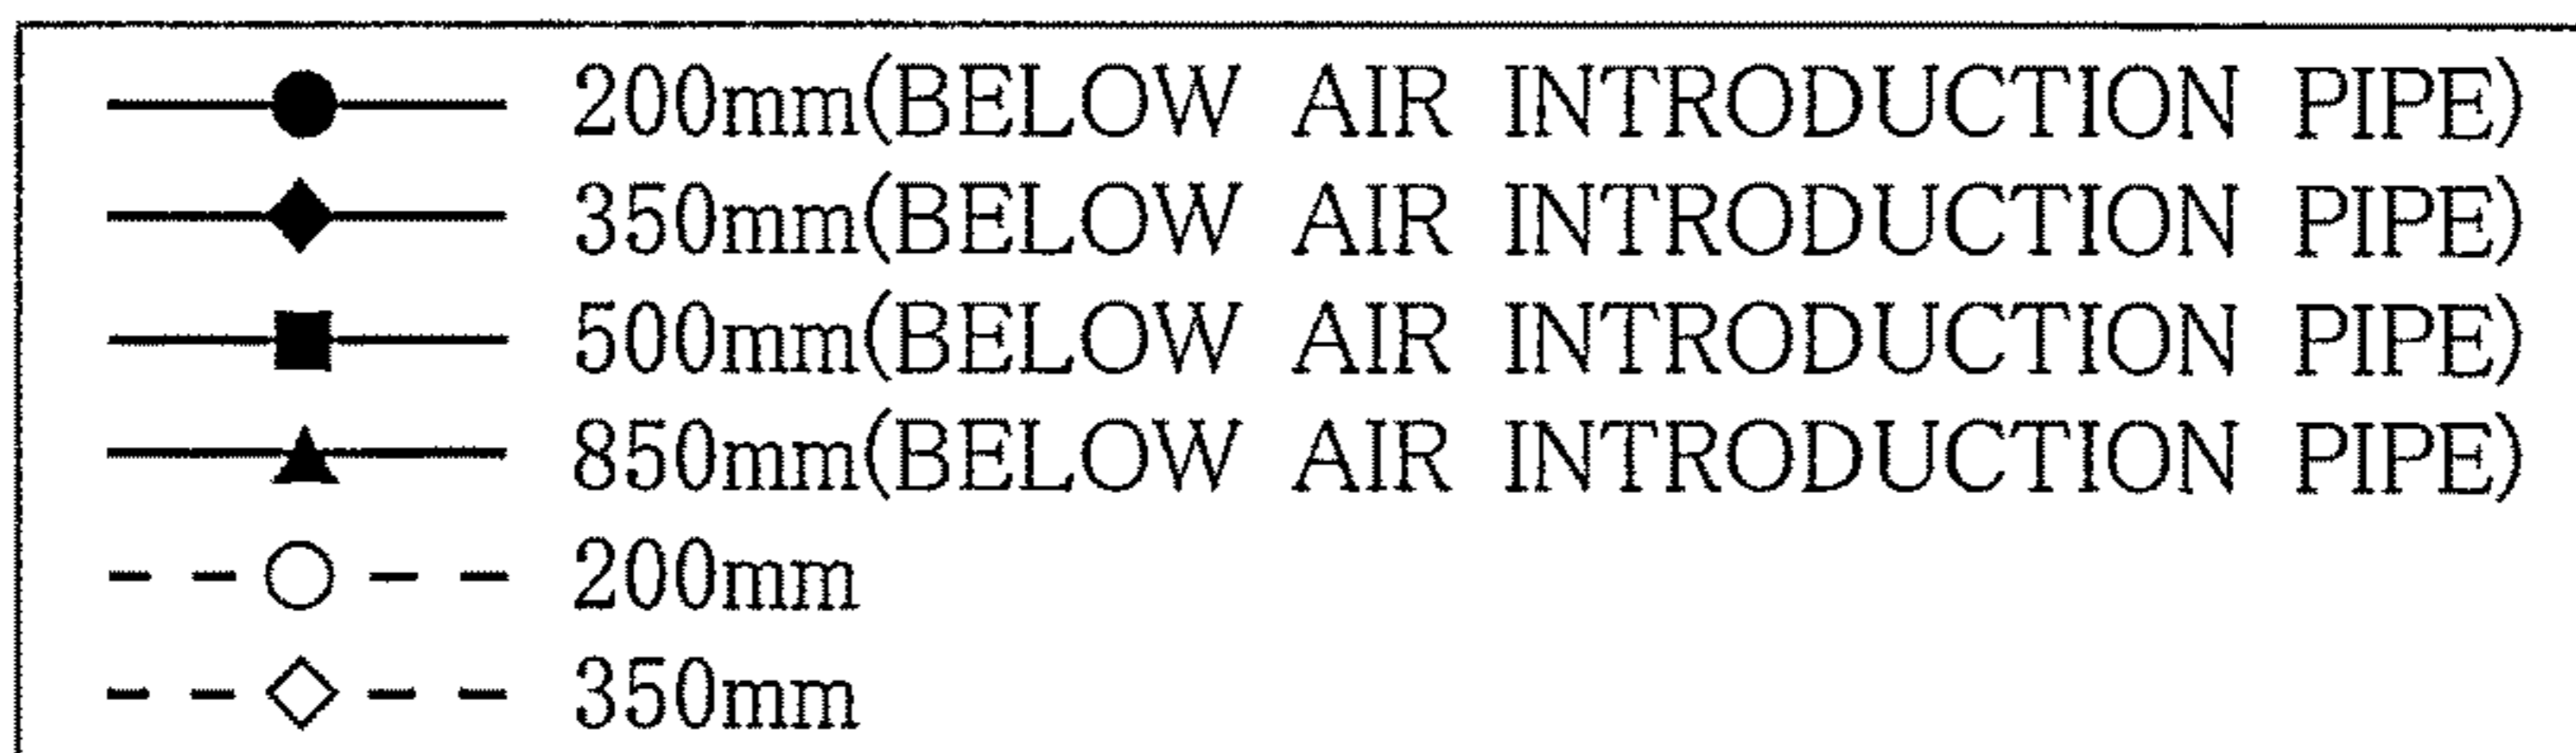 200mm(BELOW AIR INTRODUCTION PIPE)
350mm(BELOW AIR INTRODUCTION PIPE)
500mm(BELOW AIR INTRODUCTION PIPE)
850mm(BELOW AIR INTRODUCTION PIPE)
200mm
350mm